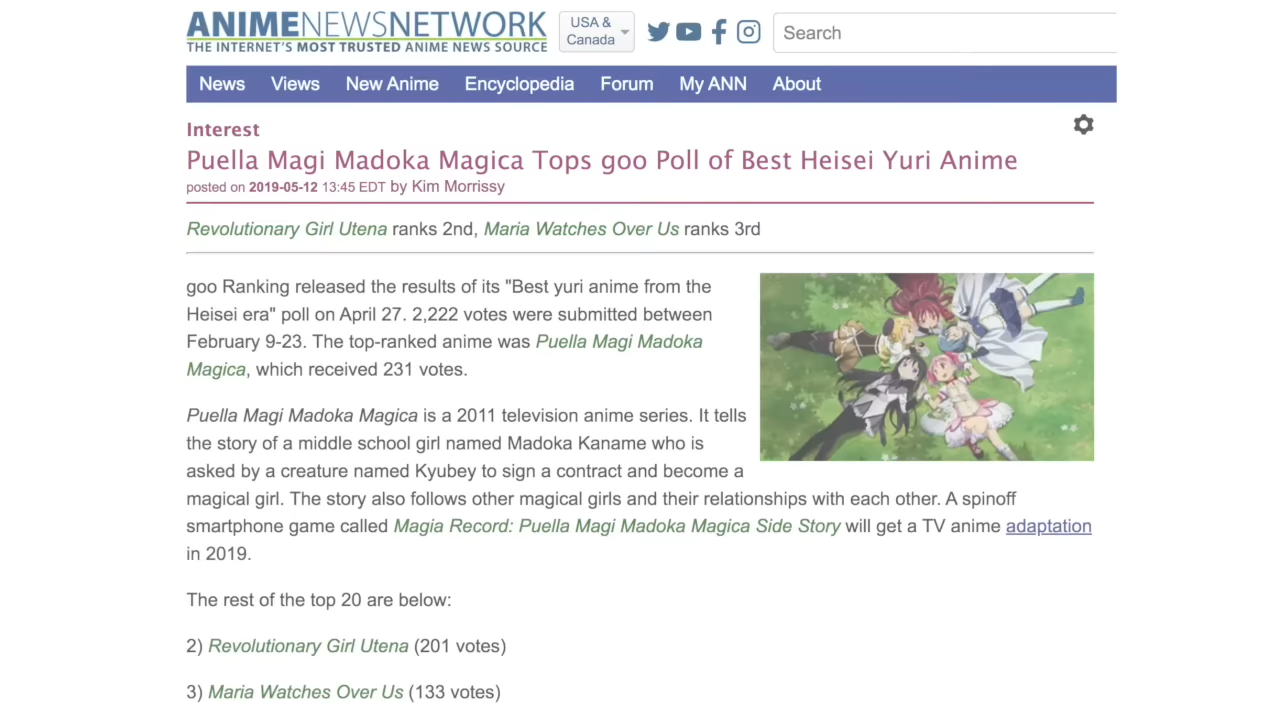 ANIMENEWSNETWORK
THE INTERNET'S MOST TRUSTED ANIME NEWS SOURCE
USA &
Canada
Search
News Views New Anime Encyclopedia Forum My ANN About
Interest
Puella Magi Madoka Magica Tops goo Poll of Best Heisei Yuri Anime
posted on 2019-05-12 13:45 EDT by Kim Morrissy
Revolutionary Girl Utena ranks 2nd, Maria Watches Over Us ranks 3rd
goo Ranking released the results of its "Best yuri anime from the
Heisei era" poll on April 27. 2,222 votes were submitted between
February 9-23. The top-ranked anime was Puella Magi Madoka
Magica, which received 231 votes.
Puella Magi Madoka Magica is a 2011 television anime series. It tells
the story of a middle school girl named Madoka Kaname who is
asked by a creature named Kyubey to sign a contract and become a
magical girl. The story also follows other magical girls and their relationships with each other. A spinoff
smartphone game called Magia Record: Puella Magi Madoka Magica Side Story will get a TV anime adaptation
in 2019.
The rest of the top 20 are below:
2) Revolutionary Girl Utena (201 votes)
3) Maria Watches Over Us (133 votes)